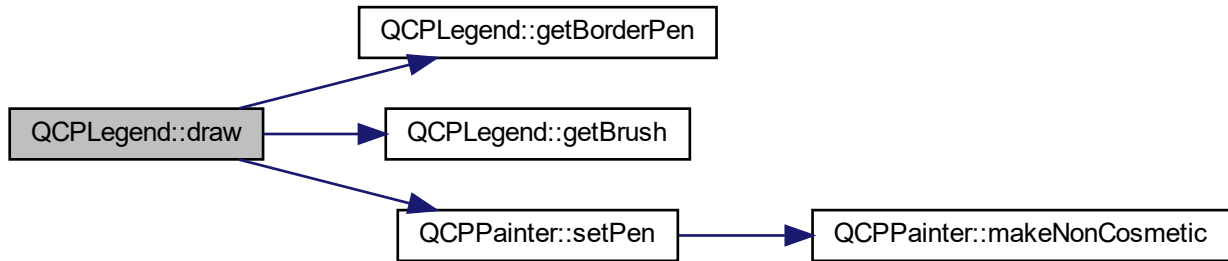 QCPLegend::getBorderPen
QCPLegend::draw
QCPLegend::getBrush
QCPPainter::setPen
QCPPainter::makeNonCosmetic